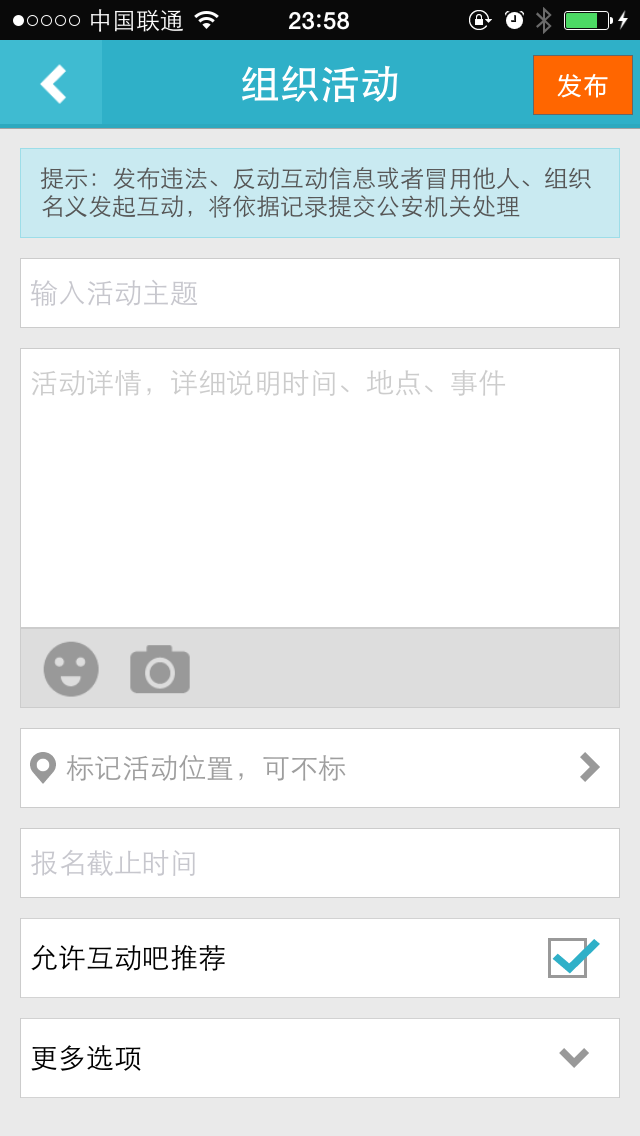 中国联通
23:58
组织活动
发布
提示：发布违法、反动互动信息或者冒用他人、组织
名义发起互动，将依据记录提交公安机关处理
输入活动主题
活动详情，详细说明时间、地点、事件
标记活动位置，可不标
报名截止时间
允许互动吧推荐
更多选项